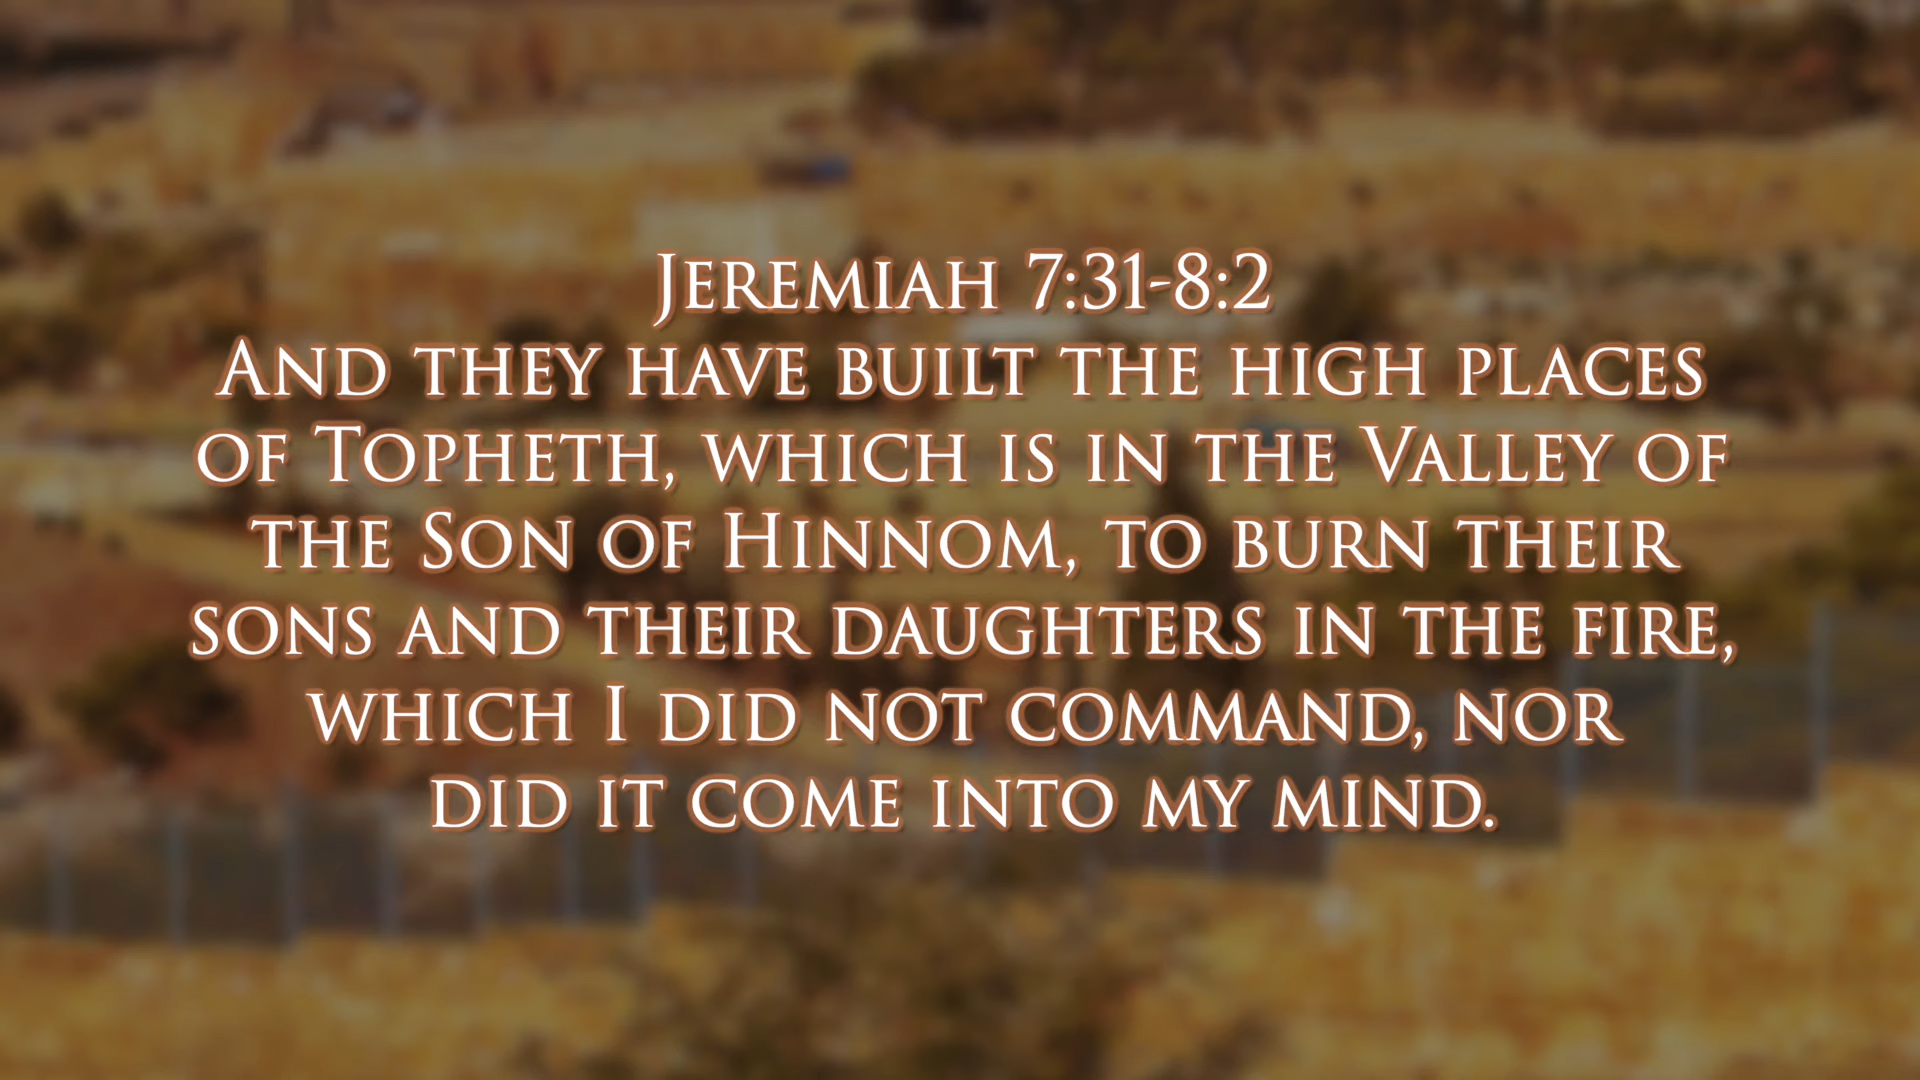 Jeremiah 7:31-8:2
And they have built the high places
of Topheth, which is in the Valley of
the Son of Hinnom, to burn their
sons and their daughters in the fire,
which I did not command, nor
did it come into my mind.